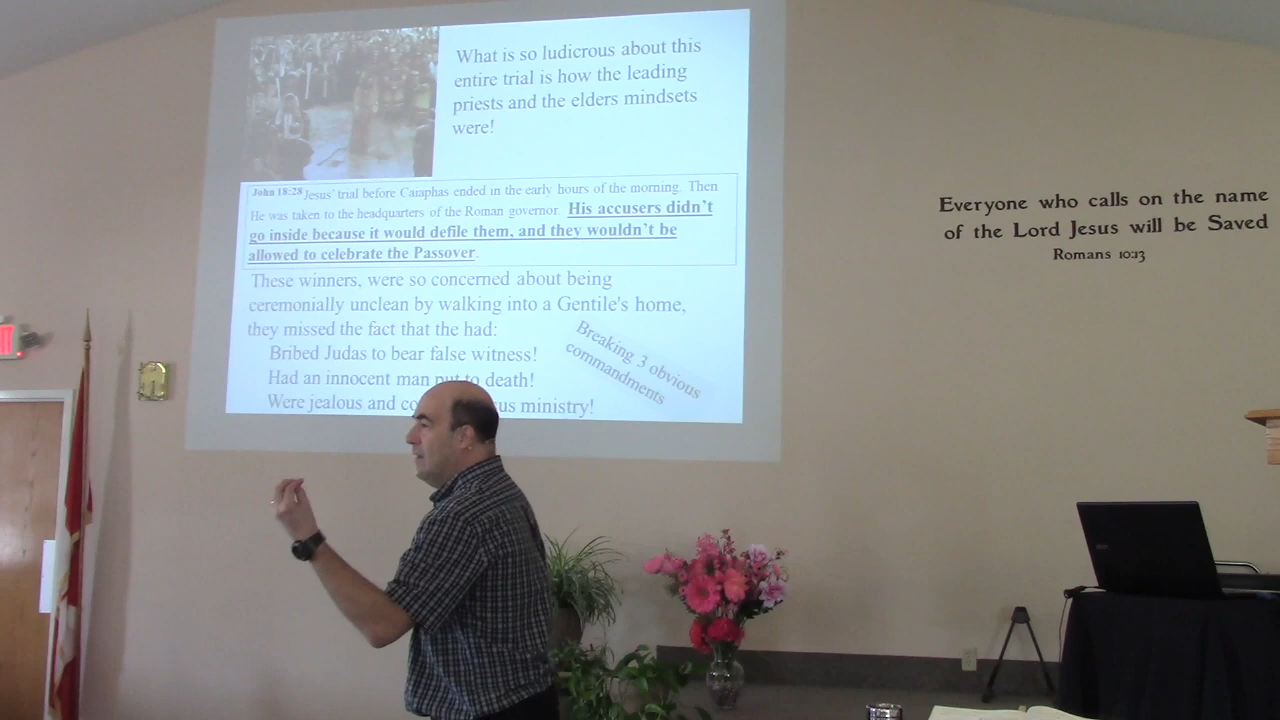 What is so ludicrous about this
entire trial is how the leading
priests and the elders mindsets
were!
John 18:28 Jesus' trial before Caiaphas ended in the early hours of the morning. Then
He was taken to the headquarters of the Roman governor. His accusers didn't
go inside because it would defile them, and they wouldn't be
allowed to celebrate the Passover.
These winners, were so concerned about being
ceremonially unclean by walking into a Gentile's home,
they missed the fact that the had:
Bribed Judas to bear false witness!
Had an innocent man put to death!
Were jealous and ministry!
Breaking 3 obvious
commandments
Everyone who calls on the name
of the Lord Jesus will be Saved
Romans 10:13